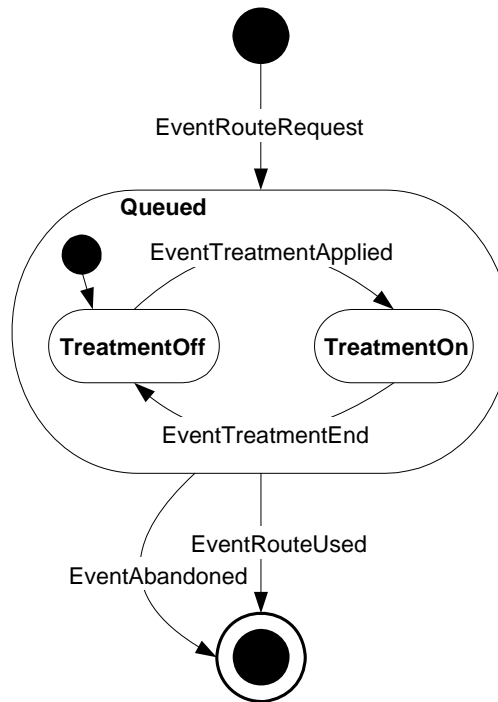 EventRouteRequest
Queued
EventTreatmentApplied
TreatmentOff
TreatmentOn
EventTreatmentEnd
EventRouteUsed
EventAbandoned